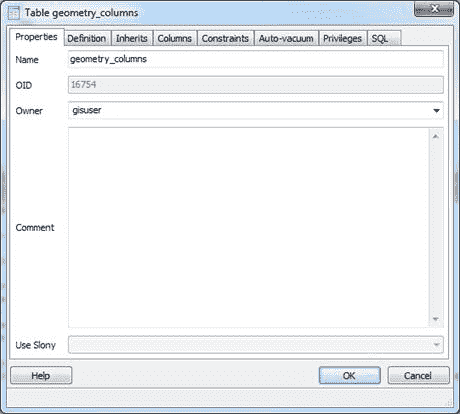 Table geometry_columns
Properties Definition Inherits Columns Constraints Auto-vacuum Privileges SQL
Name geometry_columns
OID 16754
Owner gisuser
Comment
Use Slony
Help OK Cancel